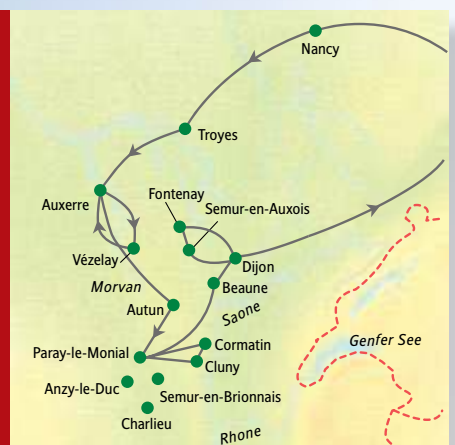 Nancy
Troyes
Auxerre
Fontenay
Semur-en-Auxois
Vézelay
Dijon
Morvan
Beaune
Autun
Saone
Genfer See
Paray-le-Monial
Cormatin
Cluny
Anzy-le-Duc
Semur-en-Brionnais
Charlieu
Rhone